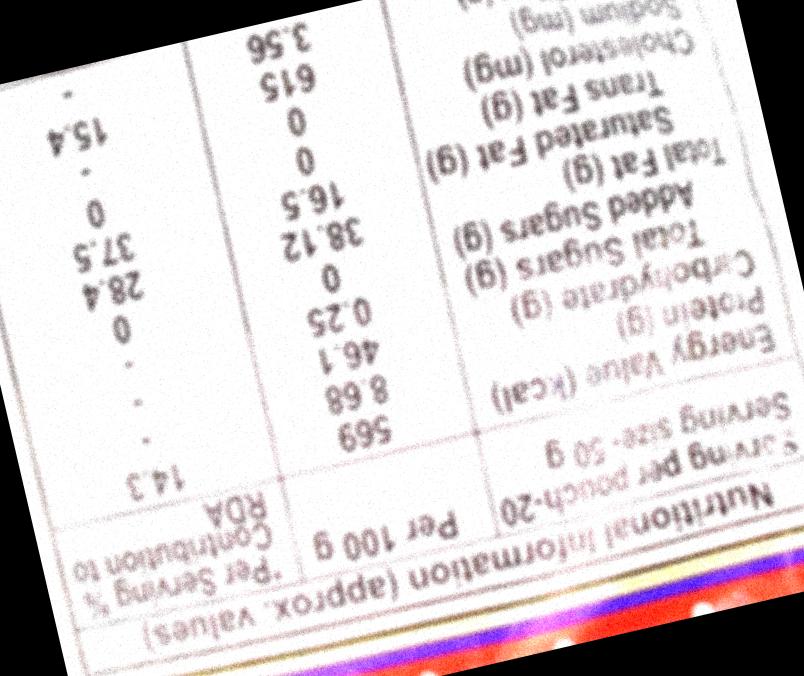 Nutritional Information (approx. values)
Serving per pouch-20 Per 100 g *Per Serving %
Serving size- 50 g Contribution to
RDA
Energy Value (kcal) 569 14.3
Protein (g) 8.68 -
Carbohydrate (g) 46.1 -
Total Sugars (g) 0.25 -
Added Sugars (g) 0 0
Total Fat (g) 38.12 28.4
Saturated Fat (g) 16.5 37.5
Trans Fat (g) 0 0
Cholesterol (mg) 0 -
Sodium (mg) 615 15.4
3.56 -